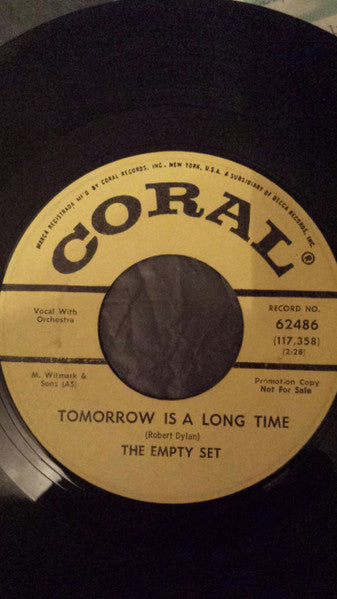 MARCA REGISTRADA MF'D BY CORAL RECORDS, INC., NEW YORK, U.S.A. A SUBSIDIARY OF DECCA RECORDS, INC.
CORAL®
Vocal With
Orchestra
RECORD NO.
62486
(117,358)
(2:28)
M. Witmark &
Sons (AS)
Promotion Copy
Not For Sale
TOMORROW IS A LONG TIME
(Robert Dylan)
THE EMPTY SET